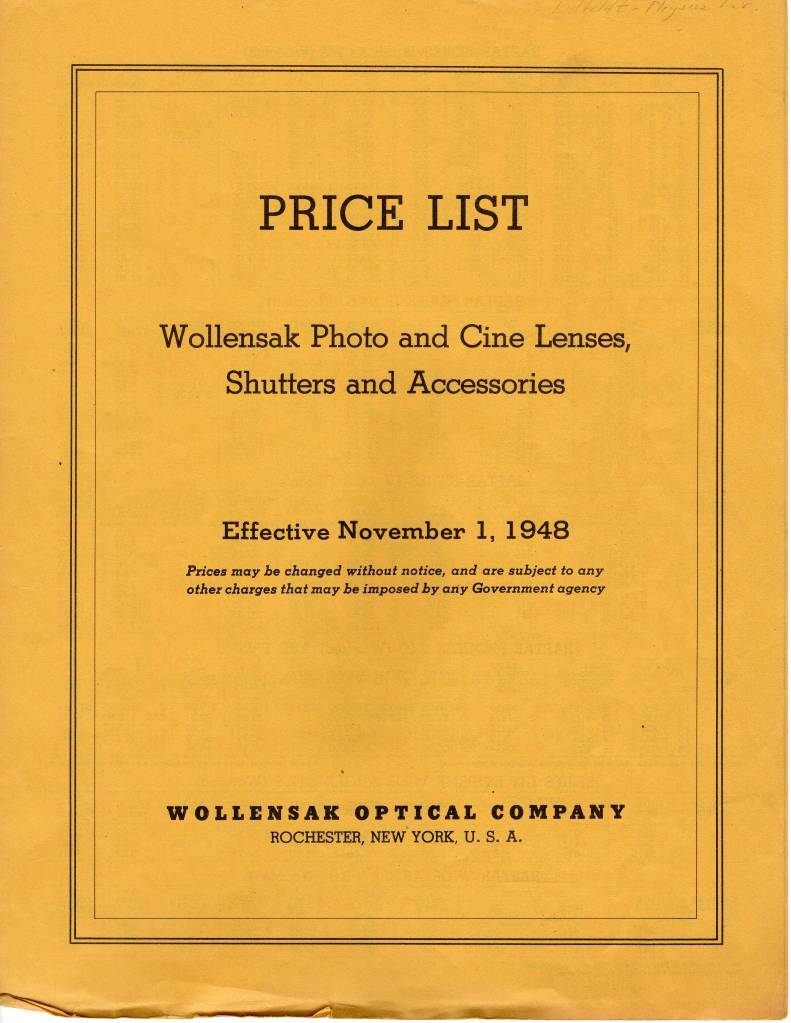 PRICE LIST
Wollensak Photo and Cine Lenses,
Shutters and Accessories
Effective November 1, 1948
Prices may be changed without notice, and are subject to any
other charges that may be imposed by any Government agency
WOLLENSAK OPTICAL COMPANY
ROCHESTER, NEW YORK, U. S. A.